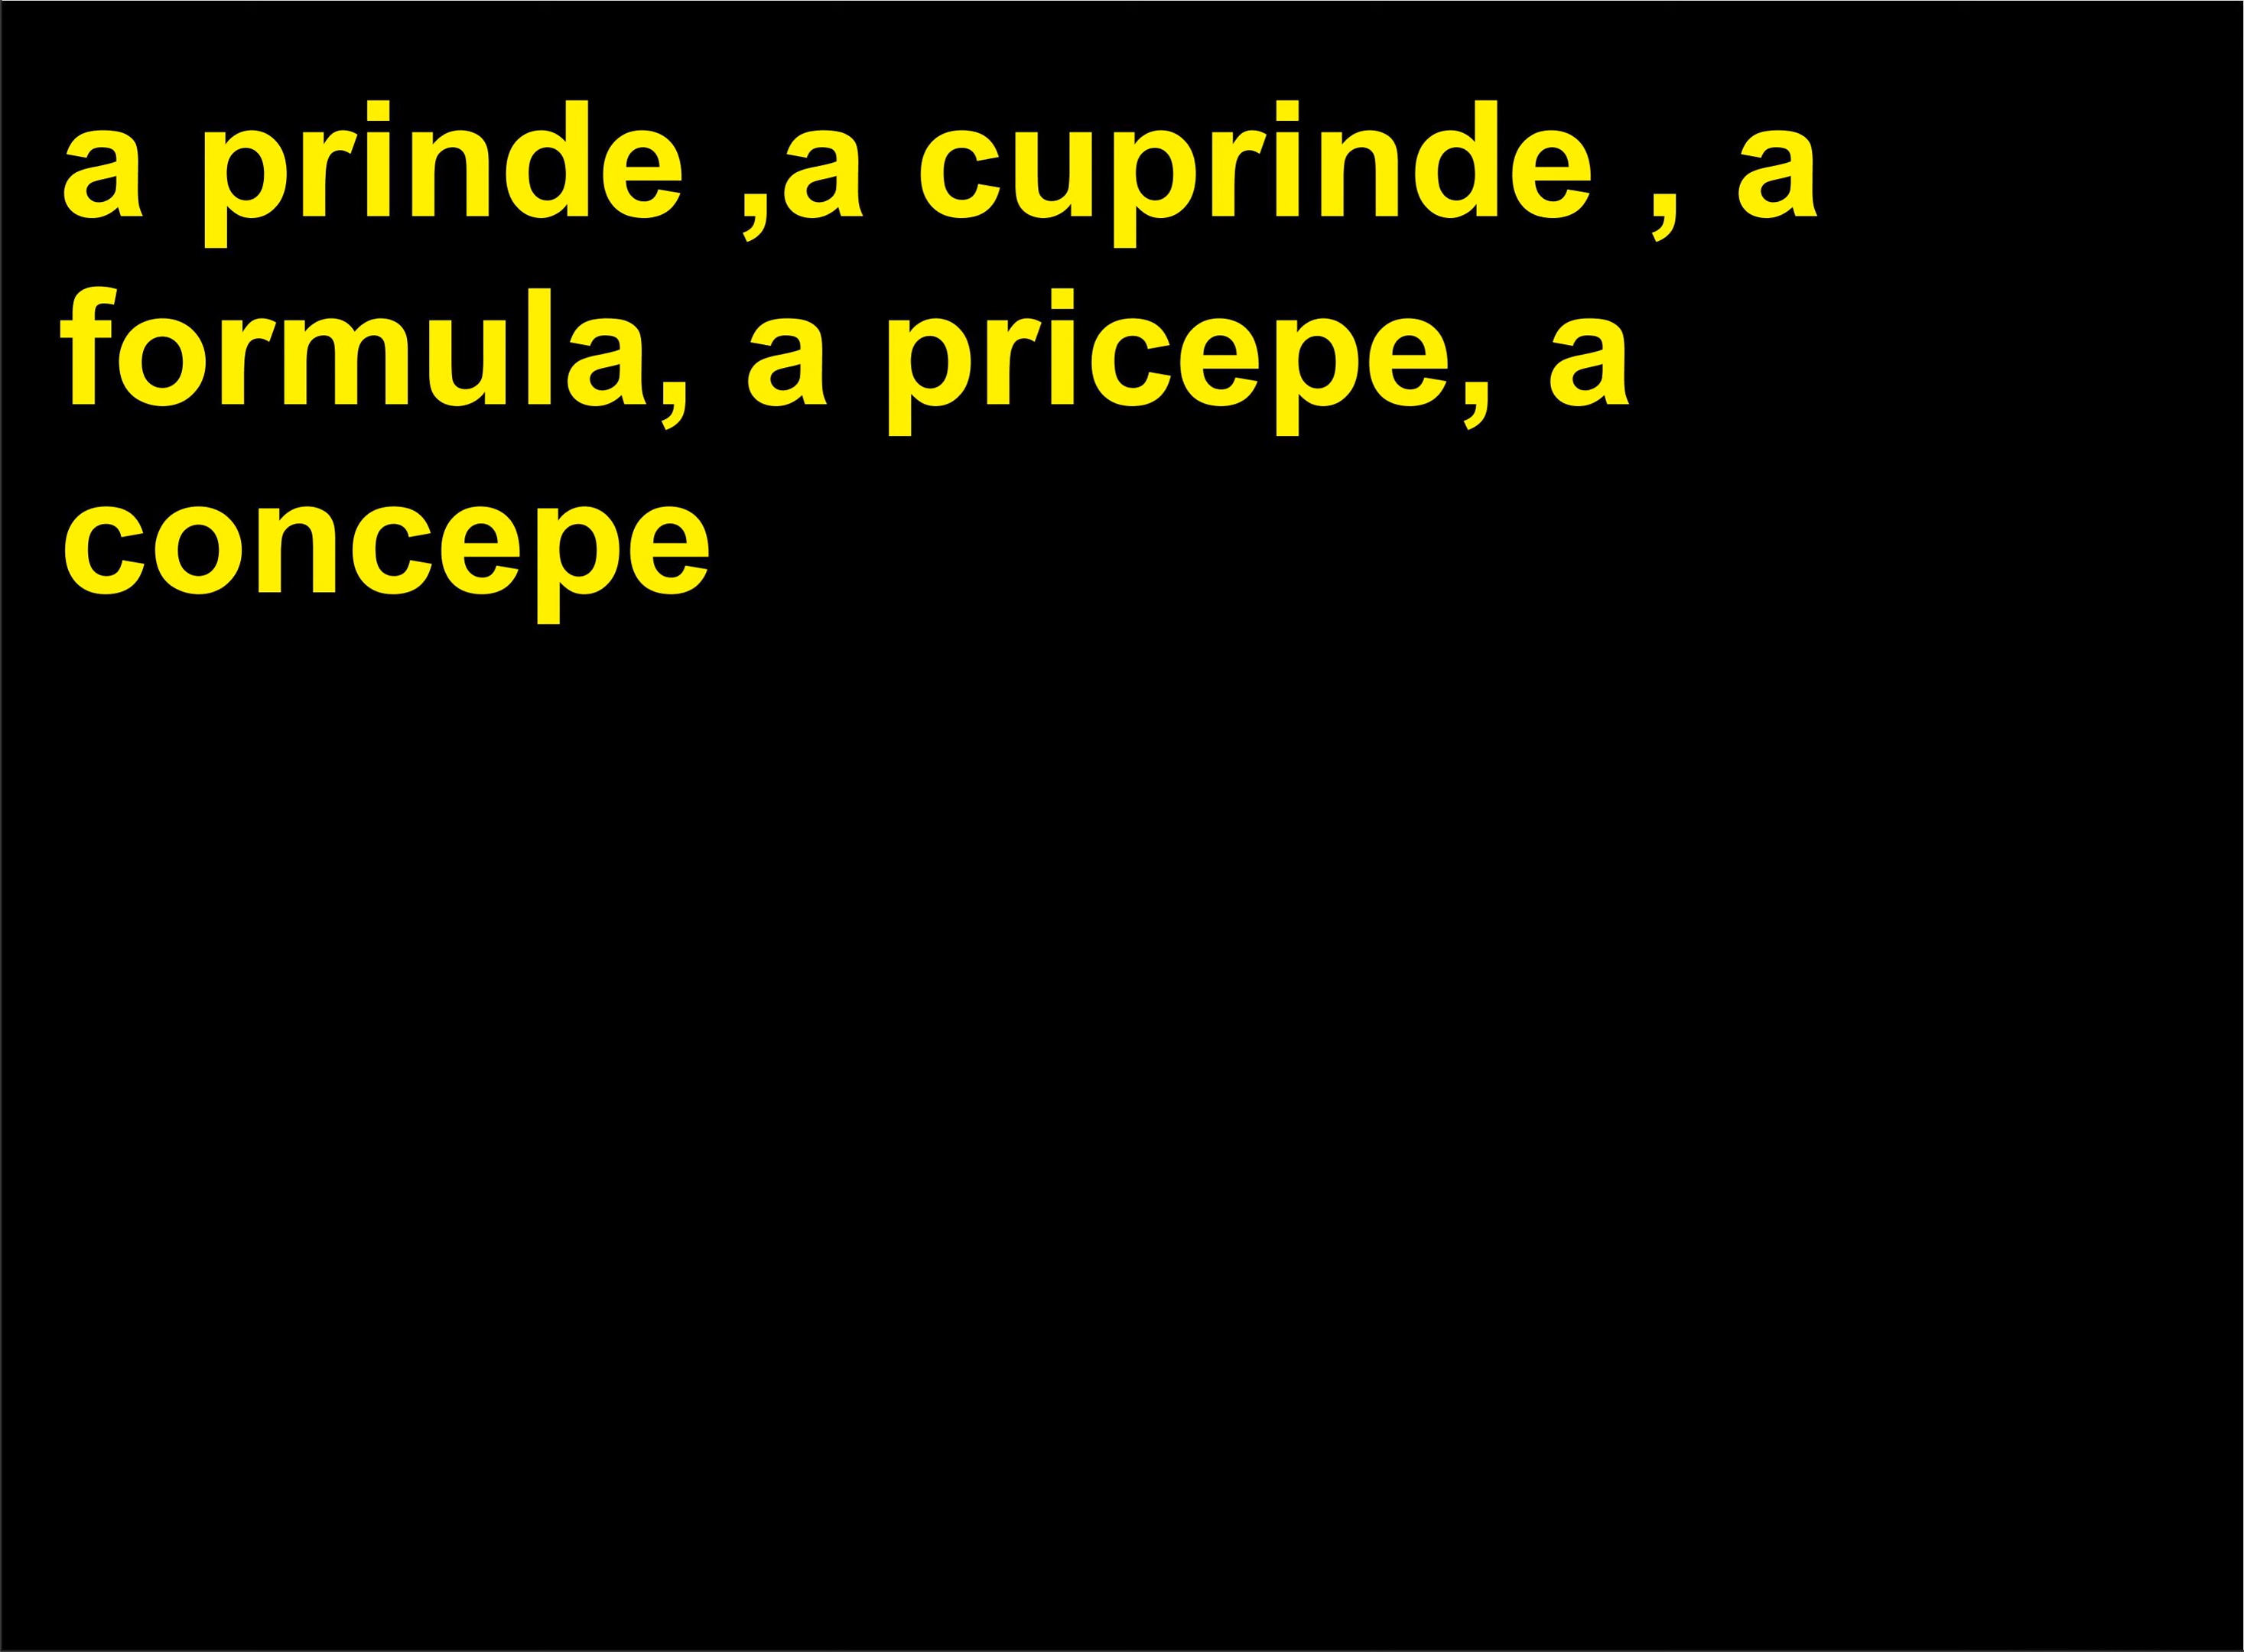 a prinde ,a cuprinde , a
formula, a pricepe, a
concepe